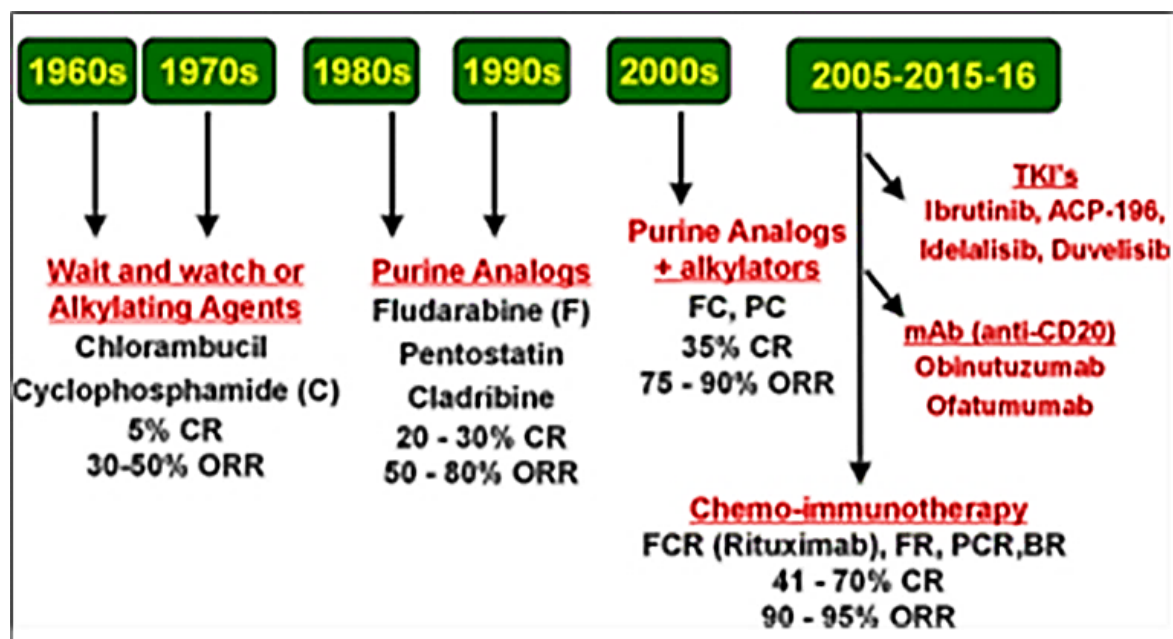 1960s
1970s
1980s
1990s
2000s
2005-2015-16
Wait and watch or
Alkylating Agents
Chlorambucil
Cyclophosphamide (C)
5% CR
30-50% ORR
Purine Analogs
Fludarabine (F)
Pentostatin
Cladribine
20 - 30% CR
50 - 80% ORR
Purine Analogs
+ alkylators
FC, PC
35% CR
75 - 90% ORR
TKI's
Ibrutinib, ACP-196,
Idelalisib, Duvelisib
mAb (anti-CD20)
Obinutuzumab
Ofatumumab
Chemo-immunotherapy
FCR (Rituximab), FR, PCR,BR
41 - 70% CR
90 - 95% ORR